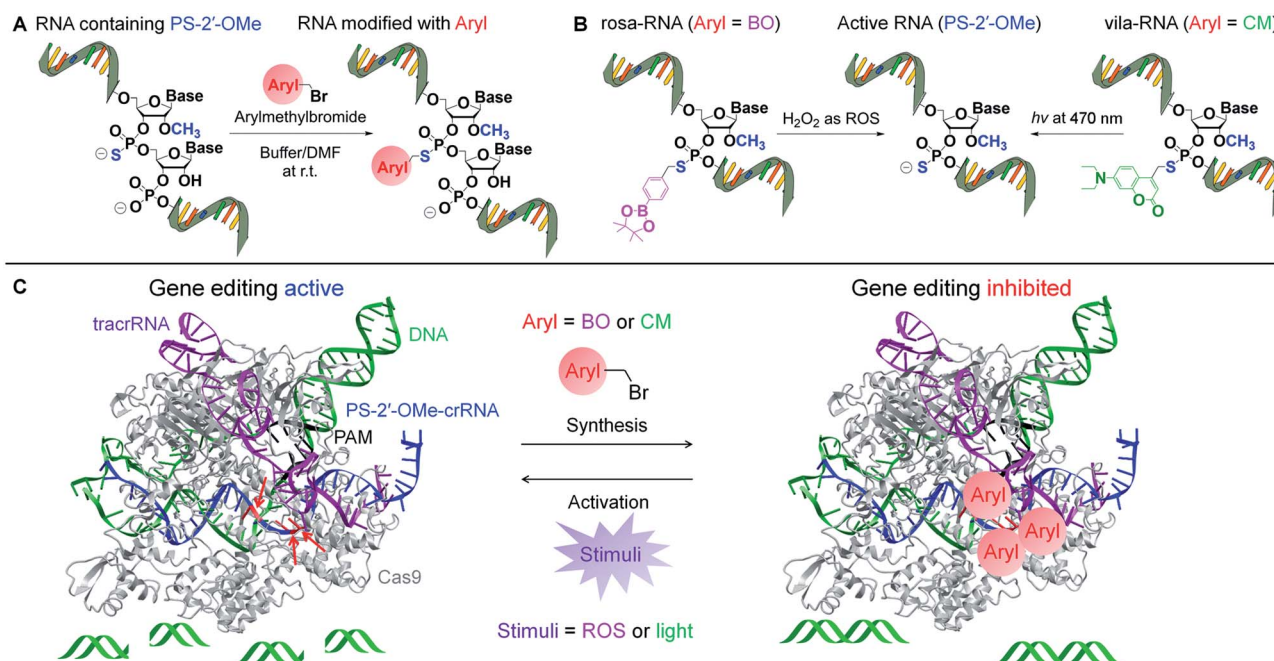 A RNA containing PS-2′-OMe
RNA modified with Aryl
Aryl
Br
Arylmethylbromide
Buffer/DMF
at r.t.
O
O
Base
O
O
OCH₃
P
⊖
S
O
O
Base
O
O
OH
P
⊖
O
O
O
O
Base
O
O
OCH₃
P
Aryl
S
O
O
Base
O
O
OH
P
⊖
O
O
B rosa-RNA (Aryl = BO)
Active RNA (PS-2′-OMe)
vila-RNA (Aryl = CM)
O
O
Base
O
O
OCH₃
P
S
O
O
B
O
H₂O₂ as ROS
O
O
Base
O
O
OCH₃
P
⊖
S
O
hν at 470 nm
O
O
Base
O
O
OCH₃
P
S
O
N
O
O
C
Gene editing active
tracrRNA
DNA
PS-2′-OMe-crRNA
PAM
Cas9
Aryl = BO or CM
Aryl
Br
Synthesis
Activation
Stimuli
Stimuli = ROS or light
Gene editing inhibited
Aryl
Aryl
Aryl